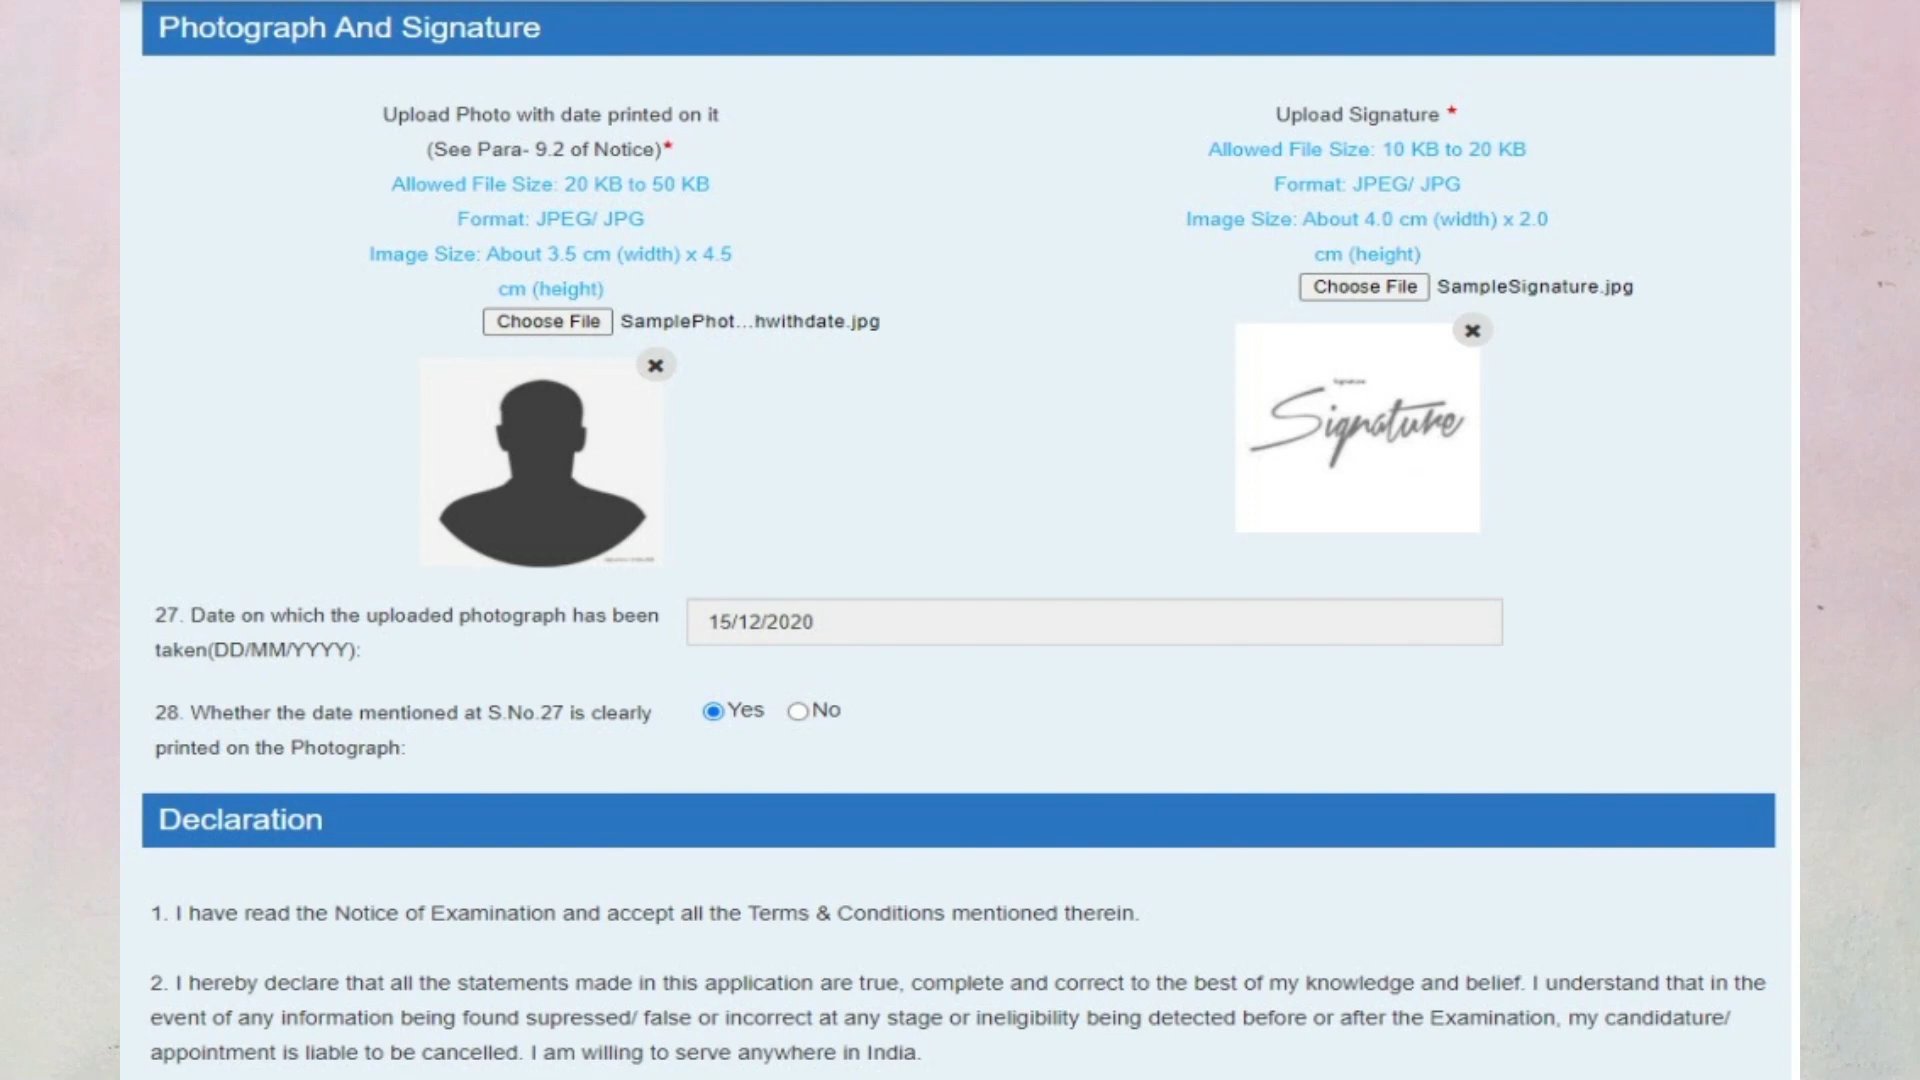 Photograph And Signature
Upload Photo with date printed on it
(See Para- 9.2 of Notice)*
Allowed File Size: 20 KB to 50 KB
Format: JPEG/ JPG
Image Size: About 3.5 cm (width) x 4.5
cm (height)
Choose File SamplePhot...hwithdate.jpg
Upload Signature *
Allowed File Size: 10 KB to 20 KB
Format: JPEG/ JPG
Image Size: About 4.0 cm (width) x 2.0
cm (height)
Choose File SampleSignature.jpg
Signature
Signature
27. Date on which the uploaded photograph has been
taken(DD/MM/YYYY):
15/12/2020
28. Whether the date mentioned at S.No.27 is clearly
printed on the Photograph:
Yes No
Declaration
1. I have read the Notice of Examination and accept all the Terms & Conditions mentioned therein.
2. I hereby declare that all the statements made in this application are true, complete and correct to the best of my knowledge and belief. I understand that in the
event of any information being found supressed/ false or incorrect at any stage or ineligibility being detected before or after the Examination, my candidature/
appointment is liable to be cancelled. I am willing to serve anywhere in India.